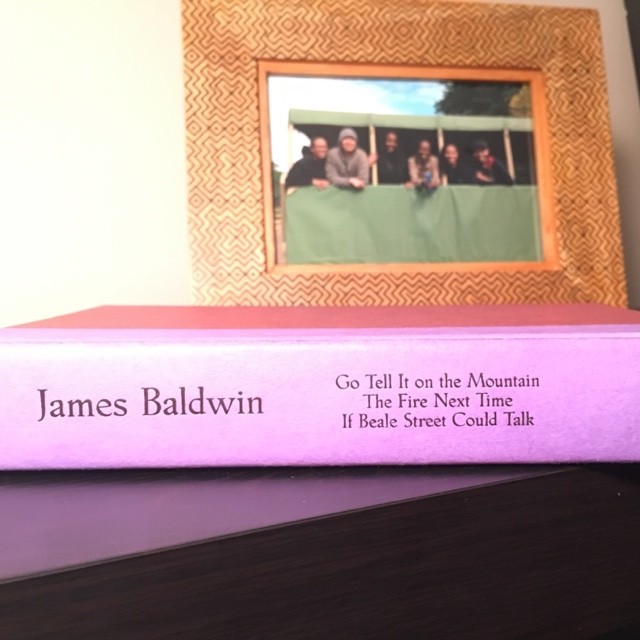 James Baldwin
Go Tell It on the Mountain
The Fire Next Time
If Beale Street Could Talk